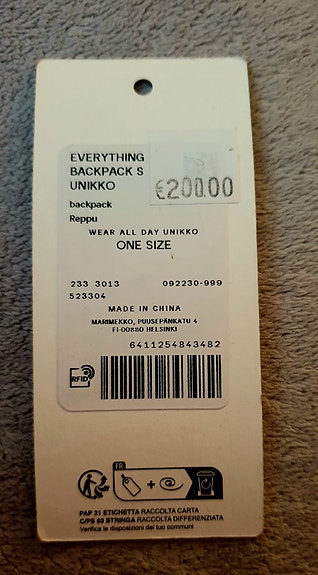 EVERYTHING
BACKPACK S
UNIKKO
€200.00
backpack
Reppu
WEAR ALL DAY UNIKKO
ONE SIZE
233 3013 092230-999
523304
MADE IN CHINA
MARIMEKKO, PUUSEPÄNKATU 4
FI-00880 HELSINKI
6411254843482
RFID
FR
+
PAP 21 ETICHETTA RACCOLTA CARTA
C/PS 92 STRINGA RACCOLTA DIFFERENZIATA
Verifica le disposizioni del tuo comune